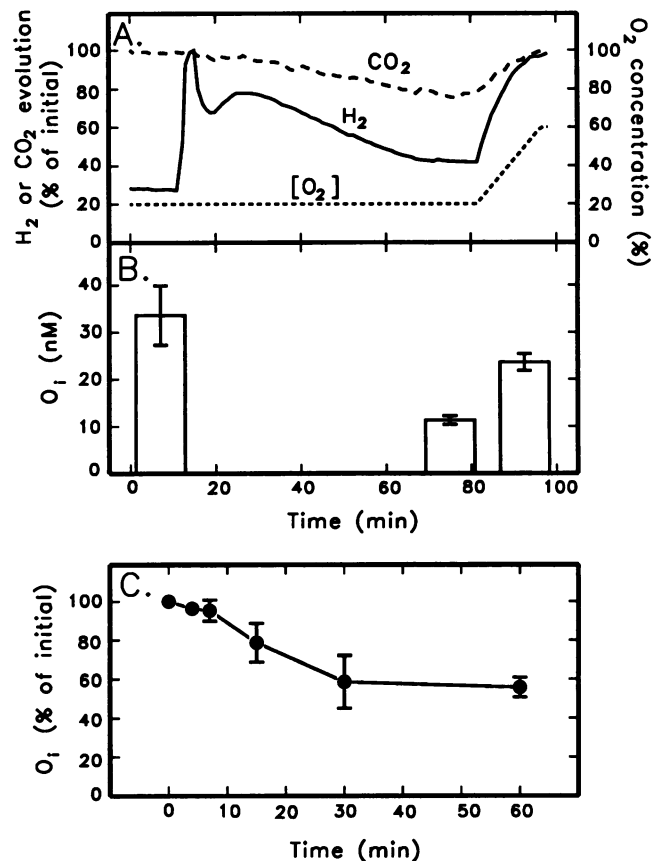 A.
H2 or CO2 evolution
(% of initial)
100
80
60
40
20
0
CO2
H2
[O2]
100
80
60
40
20
0
O2 concentration (%)
B.
Oi (nM)
40
30
20
10
0
0 20 40 60 80 100
Time (min)
C.
Oi (% of initial)
100
80
60
40
20
0
0 10 20 30 40 50 60
Time (min)